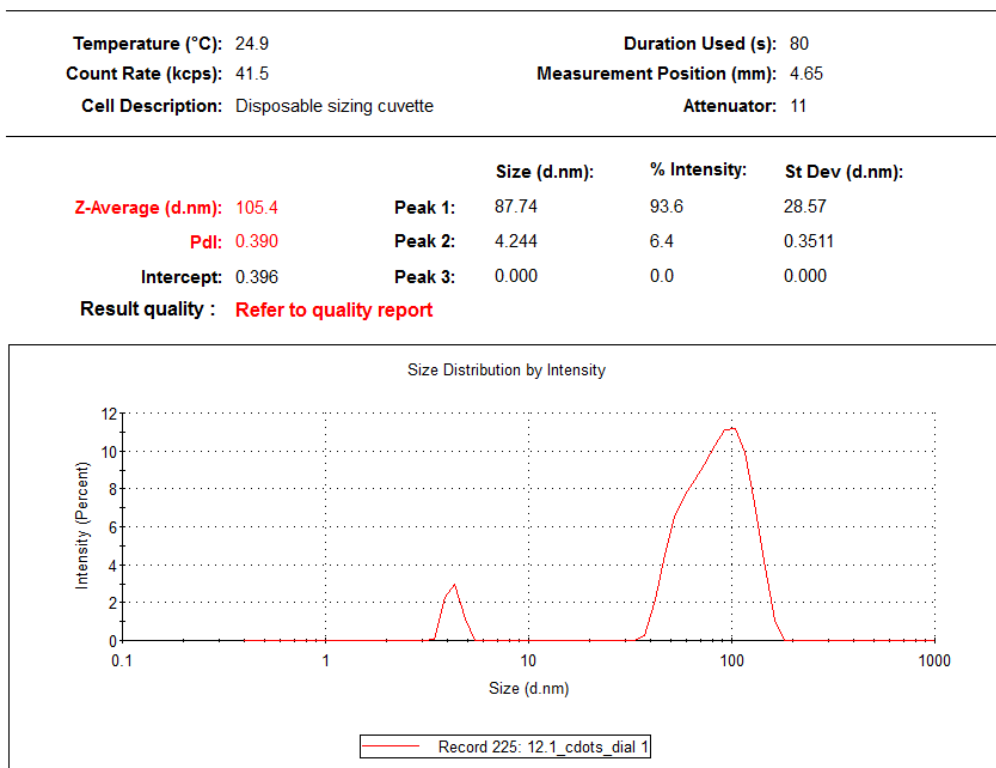 Temperature (°C): 24.9 Duration Used (s): 80
Count Rate (kcps): 41.5 Measurement Position (mm): 4.65
Cell Description: Disposable sizing cuvette Attenuator: 11
Size (d.nm): % Intensity: St Dev (d.nm):
Z-Average (d.nm): 105.4 Peak 1: 87.74 93.6 28.57
PdI: 0.390 Peak 2: 4.244 6.4 0.3511
Intercept: 0.396 Peak 3: 0.000 0.0 0.000
Result quality : Refer to quality report
Size Distribution by Intensity
Intensity (Percent)
12
10
8
6
4
2
0
0.1 1 10 100 1000
Size (d.nm)
Record 225: 12.1_cdots_dial 1